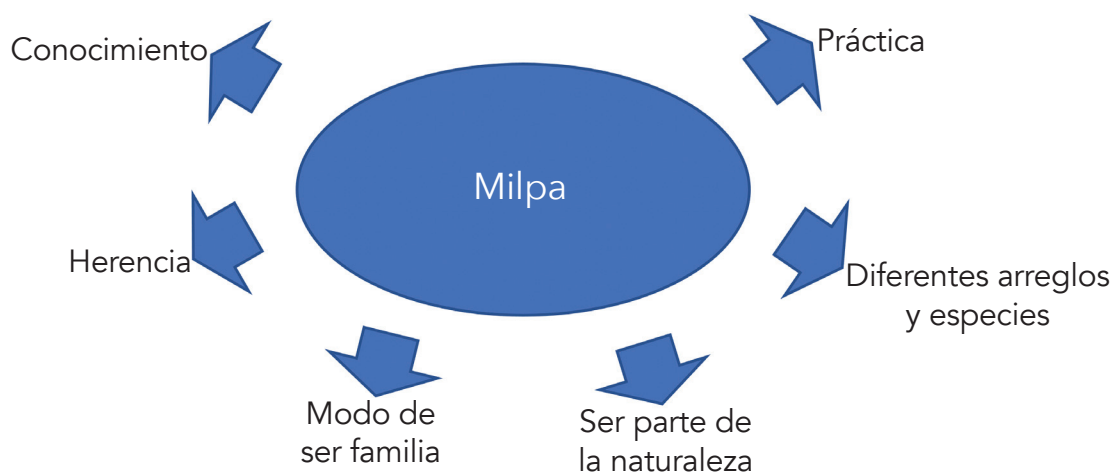 Conocimiento
Práctica
Milpa
Herencia
Diferentes arreglos
y especies
Modo de
ser familia
Ser parte de
la naturaleza